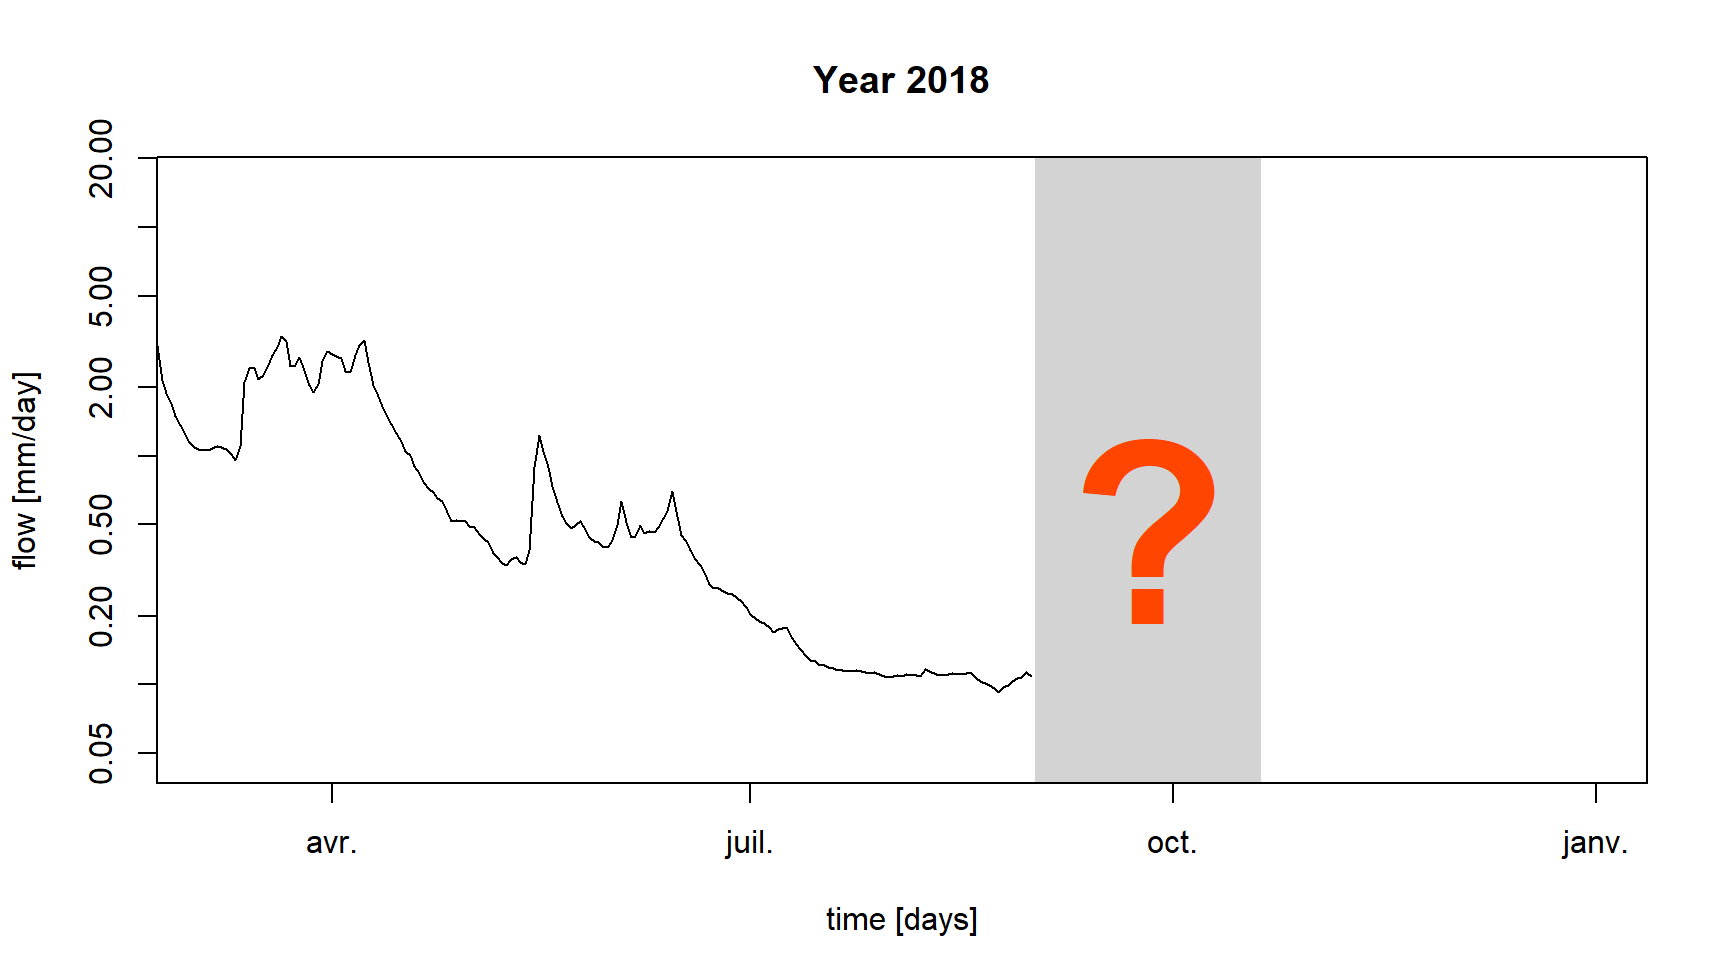 Year 2018
flow [mm/day]
20.00
5.00
2.00
0.50
0.20
0.05
?
avr.
juil.
oct.
janv.
time [days]